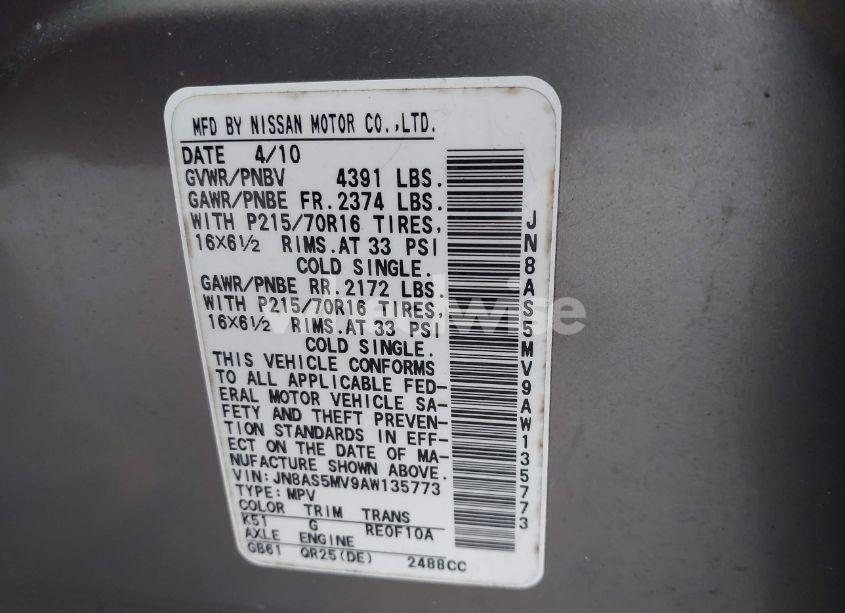 MFD BY NISSAN MOTOR CO.,LTD.
DATE 4/10
GVWR/PNBV 4391 LBS.
GAWR/PNBE FR.2374 LBS.
WITH P215/70R16 TIRES,
16X6½ RIMS.AT 33 PSI
COLD SINGLE.
GAWR/PNBE RR.2172 LBS.
WITH P215/70R16 TIRES,
16X6½ RIMS.AT 33 PSI
COLD SINGLE.
THIS VEHICLE CONFORMS
TO ALL APPLICABLE FED-
ERAL MOTOR VEHICLE SA-
FETY AND THEFT PREVEN-
TION STANDARDS IN EFF-
ECT ON THE DATE OF MA-
NUFACTURE SHOWN ABOVE.
VIN: JN8AS5MV9AW135773
TYPE: MPV
COLOR TRIM TRANS
K51 G RE0F10A
AXLE ENGINE
GB61 QR25(DE) 2488CC
JN8AS5MV9AW135773